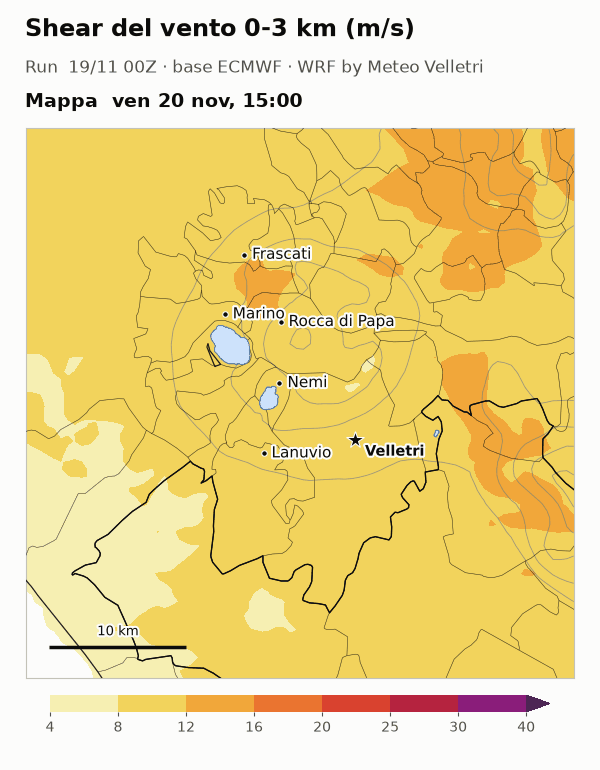 Shear del vento 0-3 km (m/s)
Run  19/11 00Z · base ECMWF · WRF by Meteo Velletri
Mappa  ven 20 nov, 15:00
Frascati
Marino
Rocca di Papa
Nemi
Velletri
Lanuvio
10 km
4 8 12 16 20 25 30 40